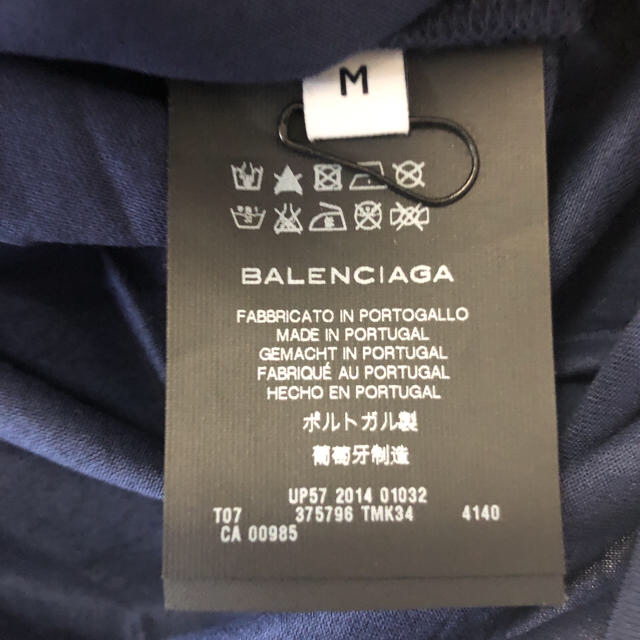 M
BALENCIAGA
FABBRICATO IN PORTOGALLO
MADE IN PORTUGAL
GEMACHT IN PORTUGAL
FABRIQUÉ AU PORTUGAL
HECHO EN PORTUGAL
ポルトガル製
葡萄牙制造
UP57 2014 01032
T07 375796 TMK34 4140
CA 00985